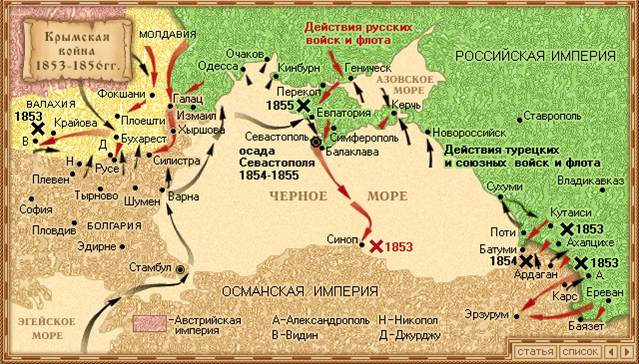 Крымская
война
1853-1856гг.
МОЛДАВИЯ
Действия русских
войск и флота
РОССИЙСКАЯ ИМПЕРИЯ
Очаков
Одесса
Кинбурн
Геническ
АЗОВСКОЕ
МОРЕ
Перекоп
Фокшани
Галац
Измаил
Хыршова
ВАЛАХИЯ
1853
В
Крайова
Плоешти
Бухарест
Д
Н
Русе
Силистра
1855
Евпатория
Керчь
Севастополь
Симферополь
Балаклава
осада
Севастополя
1854-1855
Новороссийск
Ставрополь
Действия турецких
и союзных войск и флота
Владикавказ
Плевен
Тырново
Шумен
Варна
София
БОЛГАРИЯ
Пловдив
Эдирне
Стамбул
ЧЕРНОЕ МОРЕ
Синоп
1853
Сухуми
Кутаиси
1853
Поти
Ахалцихе
Батуми
1854
1853
Ардаган
А
Карс
Ереван
Эрзурум
Баязет
ОСМАНСКАЯ ИМПЕРИЯ
ЭГЕЙСКОЕ
МОРЕ
-Австрийская
империя
А-Александрополь
В-Видин
Н-Никопол
Д-Джурджу
статья
список